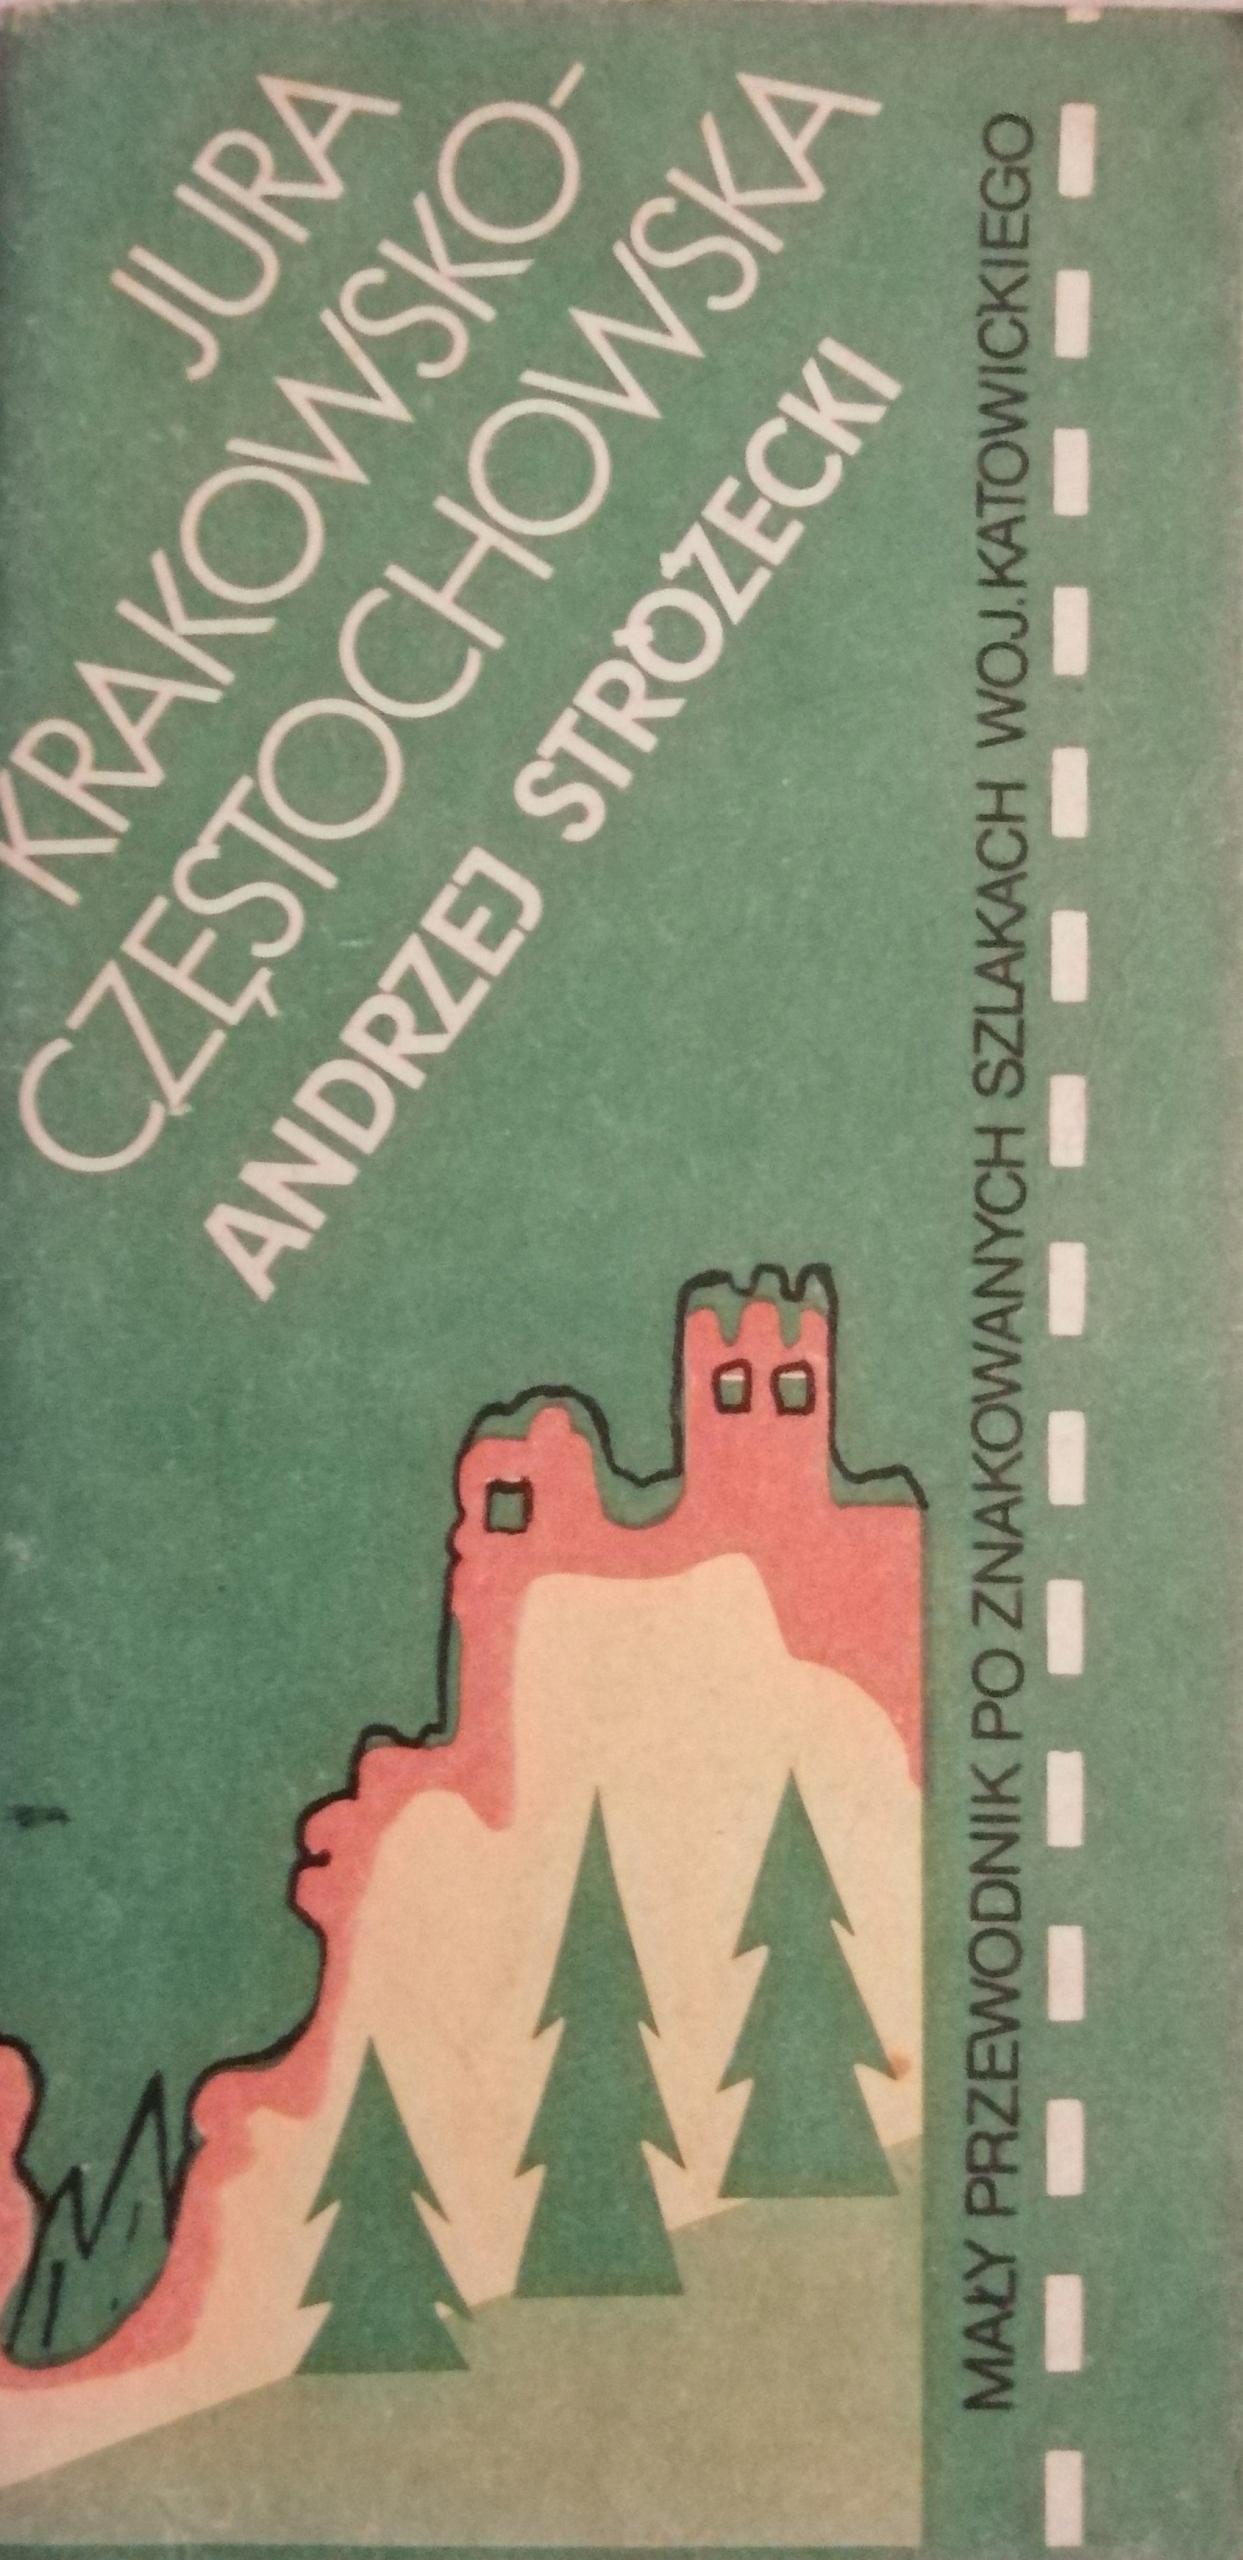 JURA
KRAKOWSKO-
CZĘSTOCHOWSKA
ANDRZEJ STRÓŻECKI
MAŁY PRZEWODNIK PO ZNAKOWANYCH SZLAKACH WOJ. KATOWICKIEGO